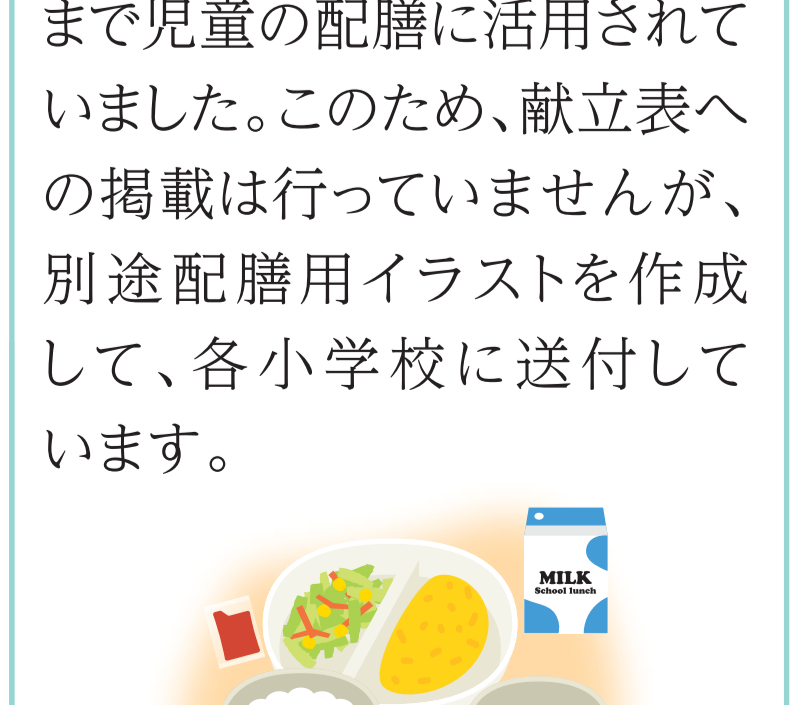 まで児童の配膳に活用されて
いました。このため、献立表へ
の掲載は行っていませんが、
別途配膳用イラストを作成
して、各小学校に送付して
います。
MILK
School lunch